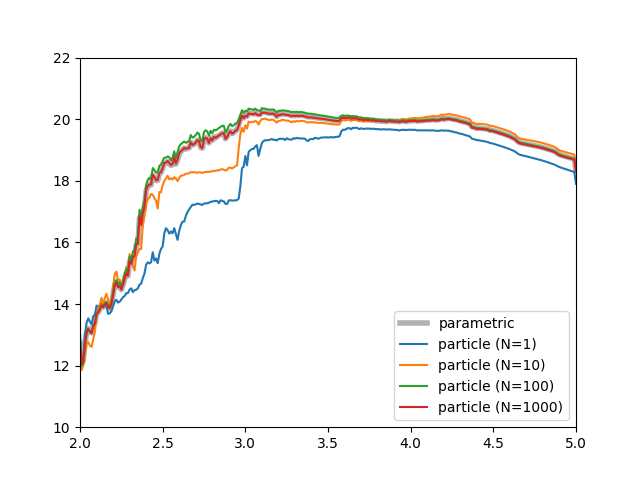 22
20
18
16
14
12
10
2.0 2.5 3.0 3.5 4.0 4.5 5.0
parametric
particle (N=1)
particle (N=10)
particle (N=100)
particle (N=1000)